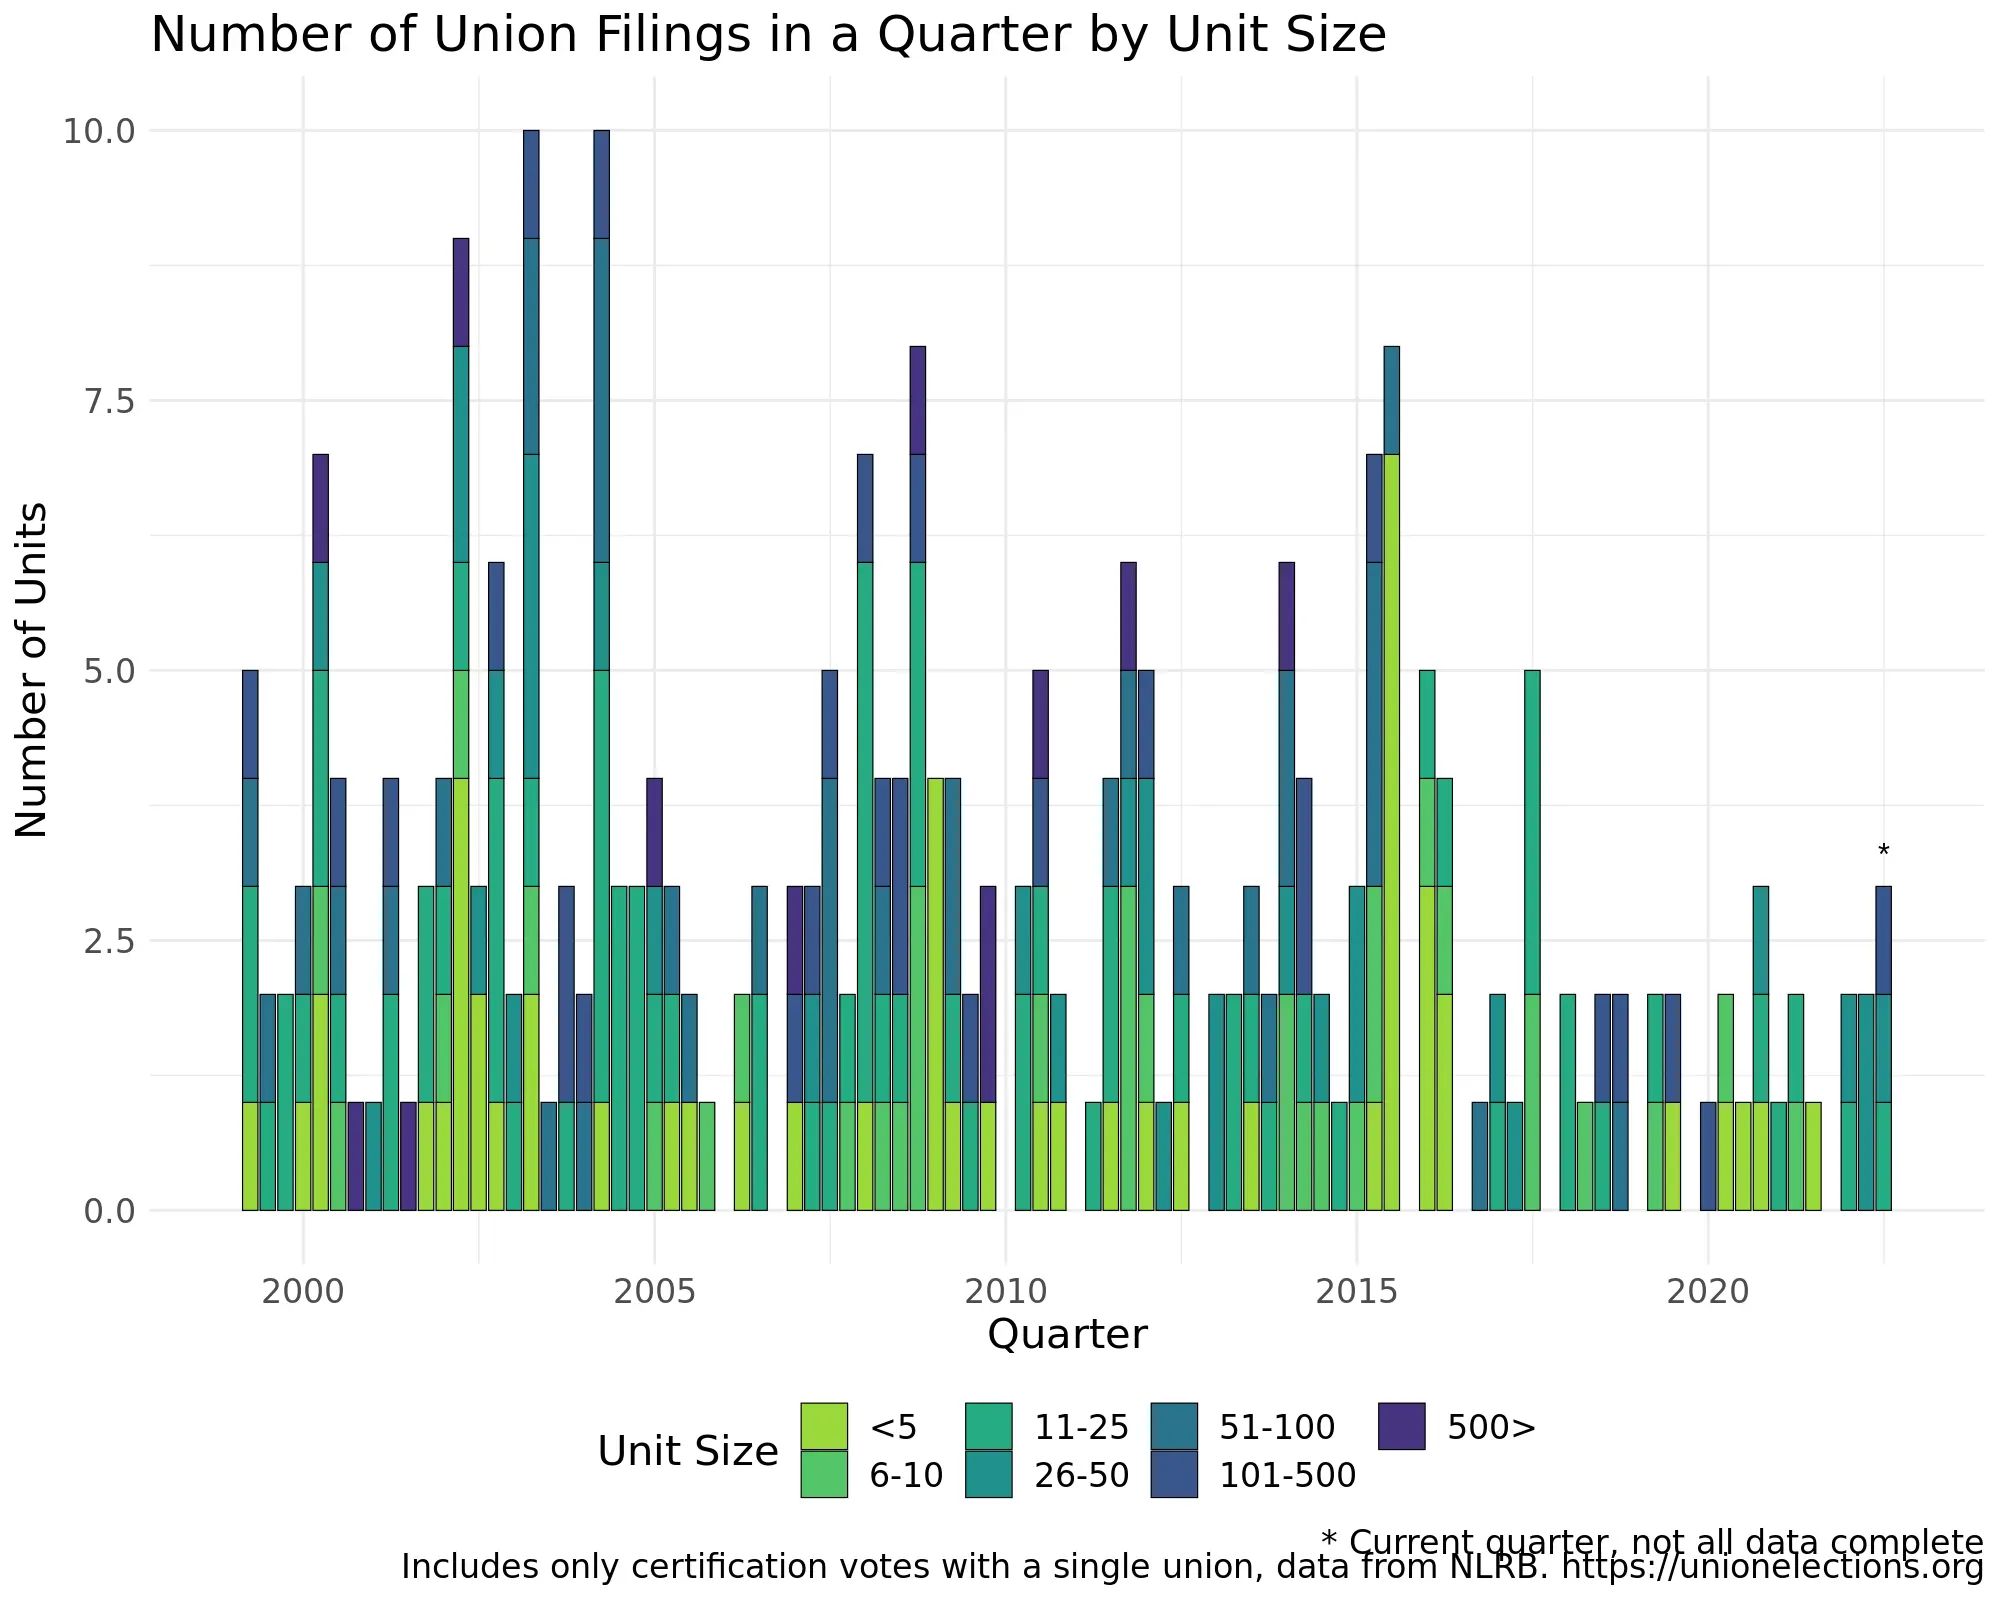 Number of Union Filings in a Quarter by Unit Size
Number of Units
10.0
7.5
5.0
2.5
0.0
*
2000 2005 2010 2015 2020
Quarter
Unit Size
<5 11-25 51-100 500>
6-10 26-50 101-500
* Current quarter, not all data complete
Includes only certification votes with a single union, data from NLRB. https://unionelections.org